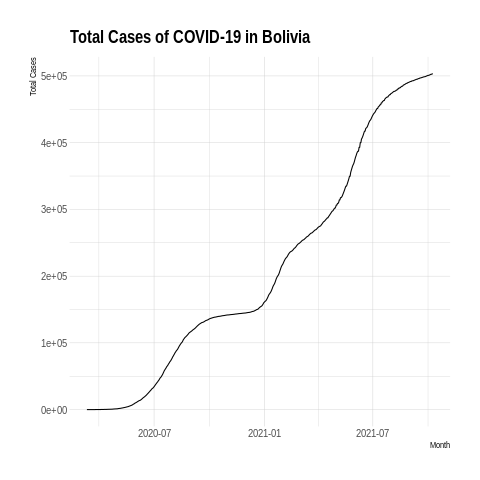 Total Cases of COVID-19 in Bolivia
Total Cases
5e+05
4e+05
3e+05
2e+05
1e+05
0e+00
2020-07 2021-01 2021-07
Month